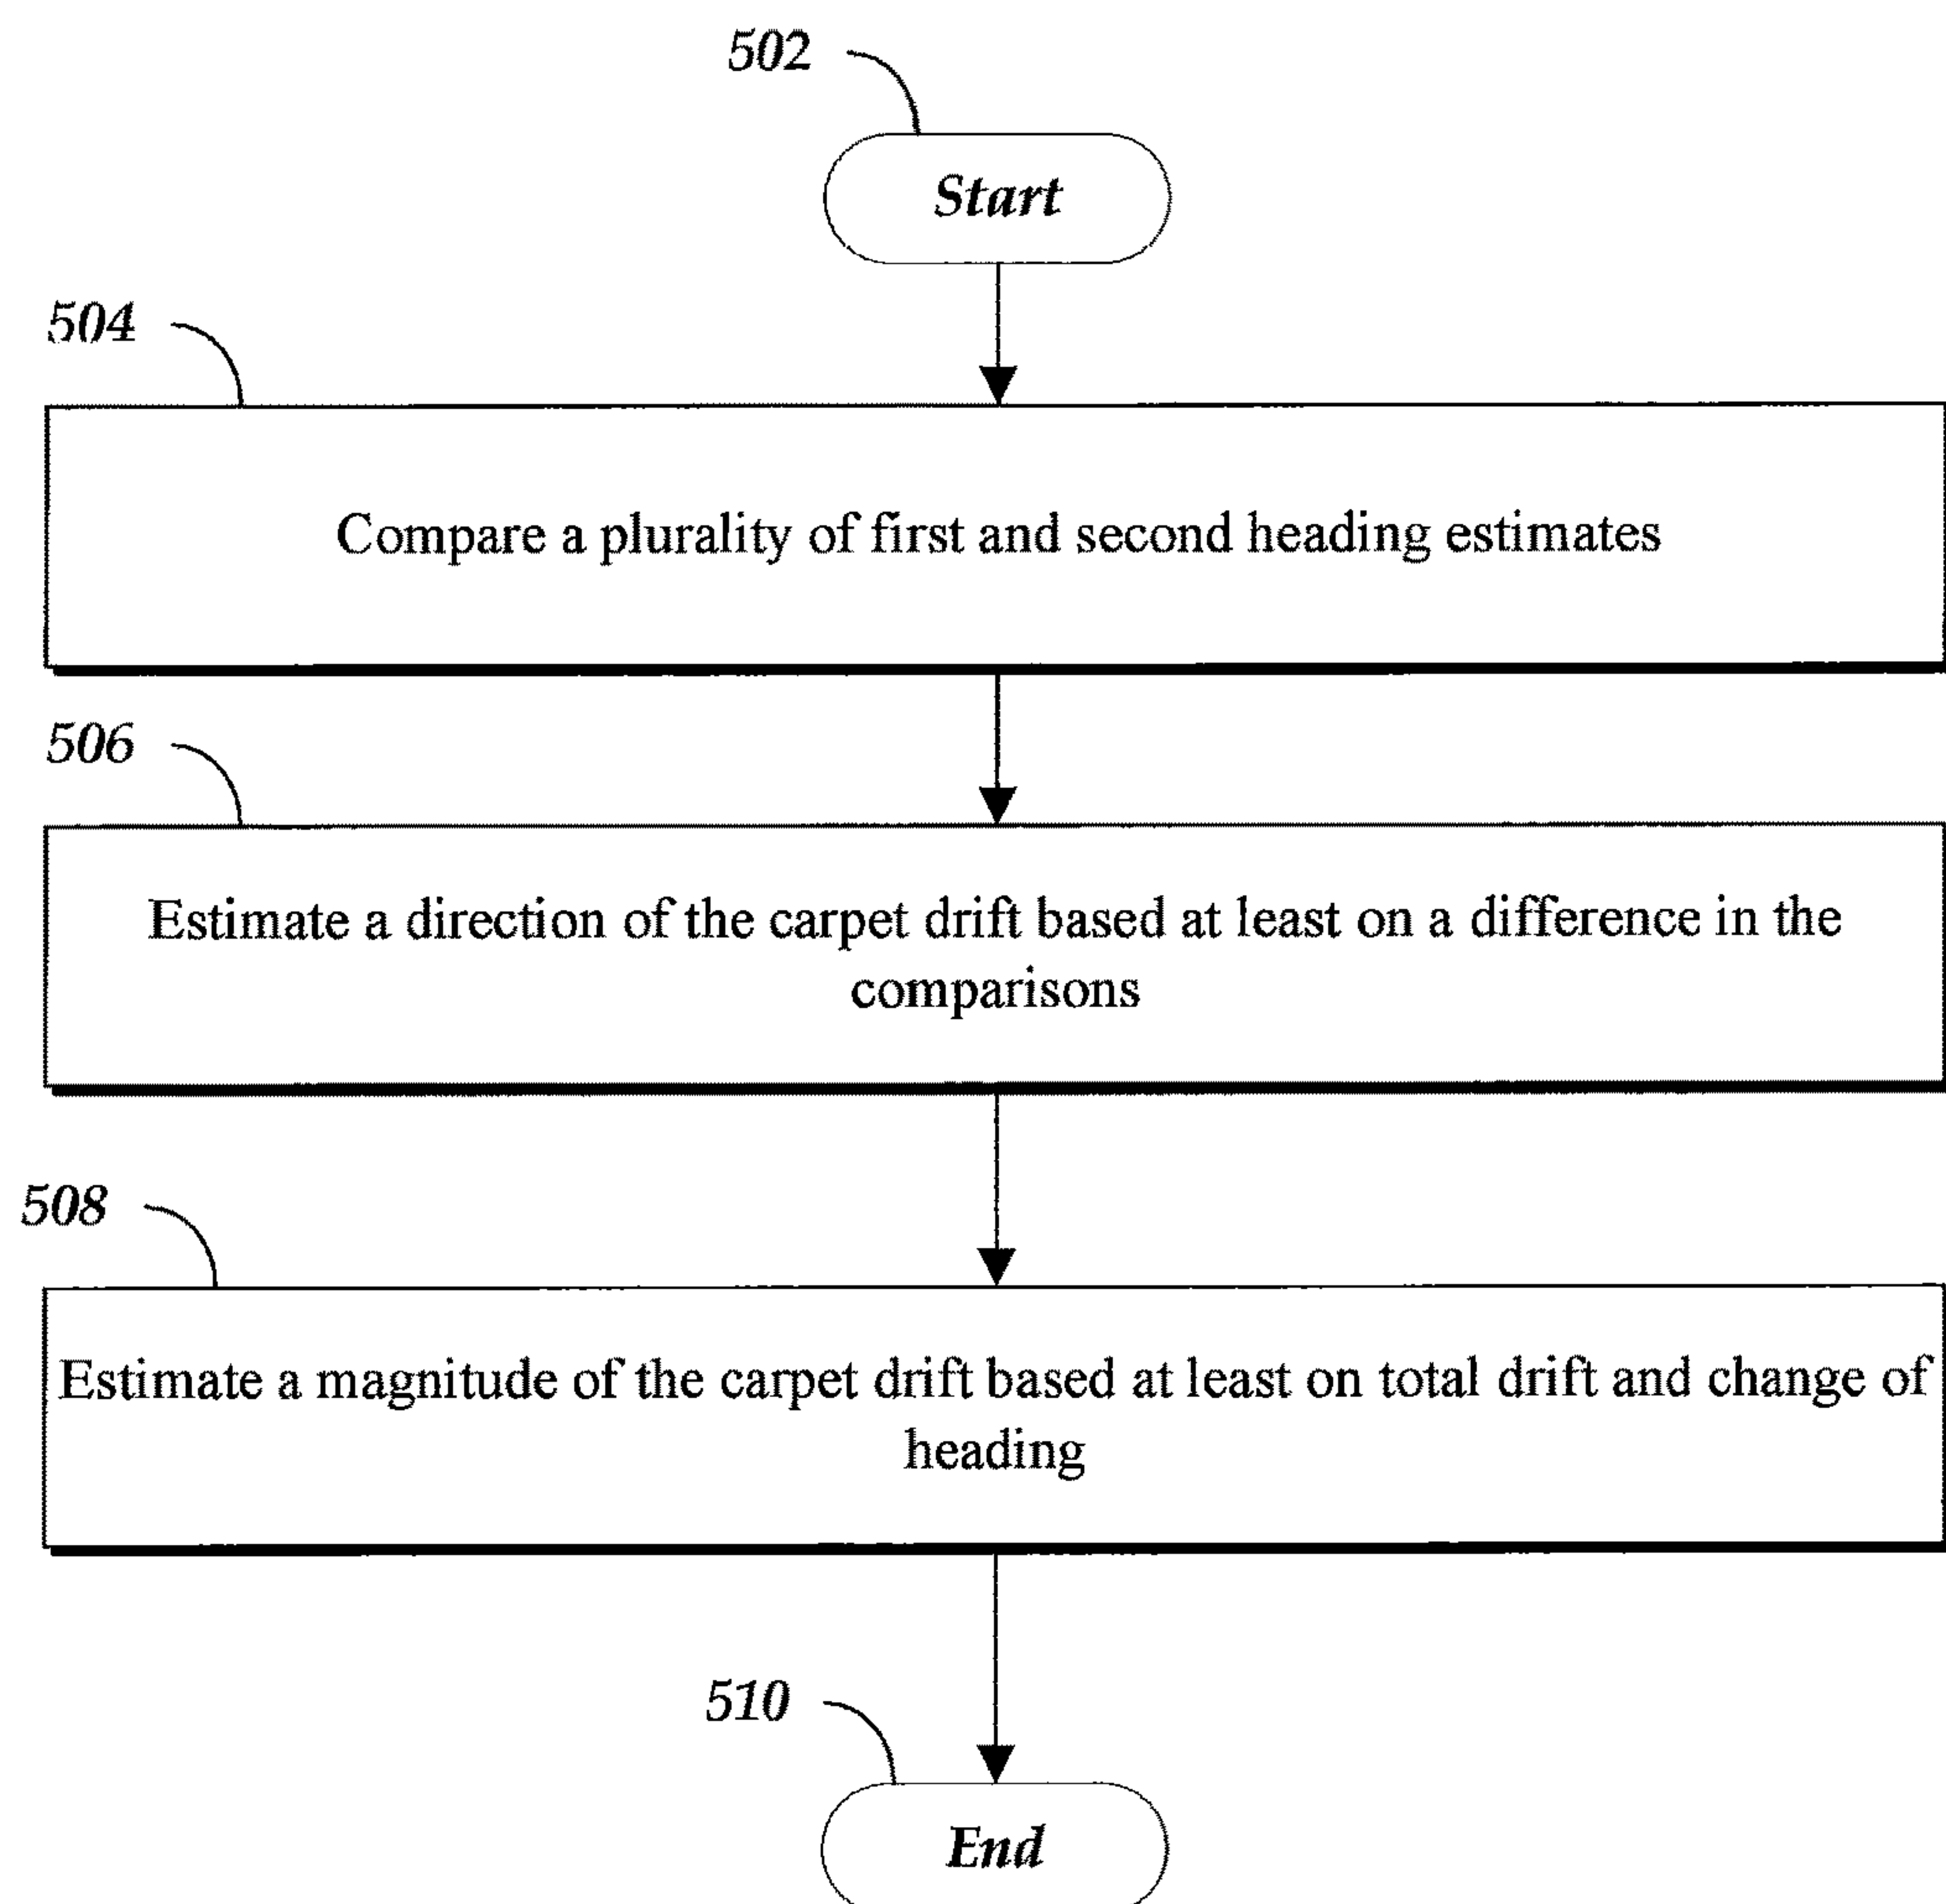 502
Start
504
Compare a plurality of first and second heading estimates
506
Estimate a direction of the carpet drift based at least on a difference in the
comparisons
508
Estimate a magnitude of the carpet drift based at least on total drift and change of
heading
510
End